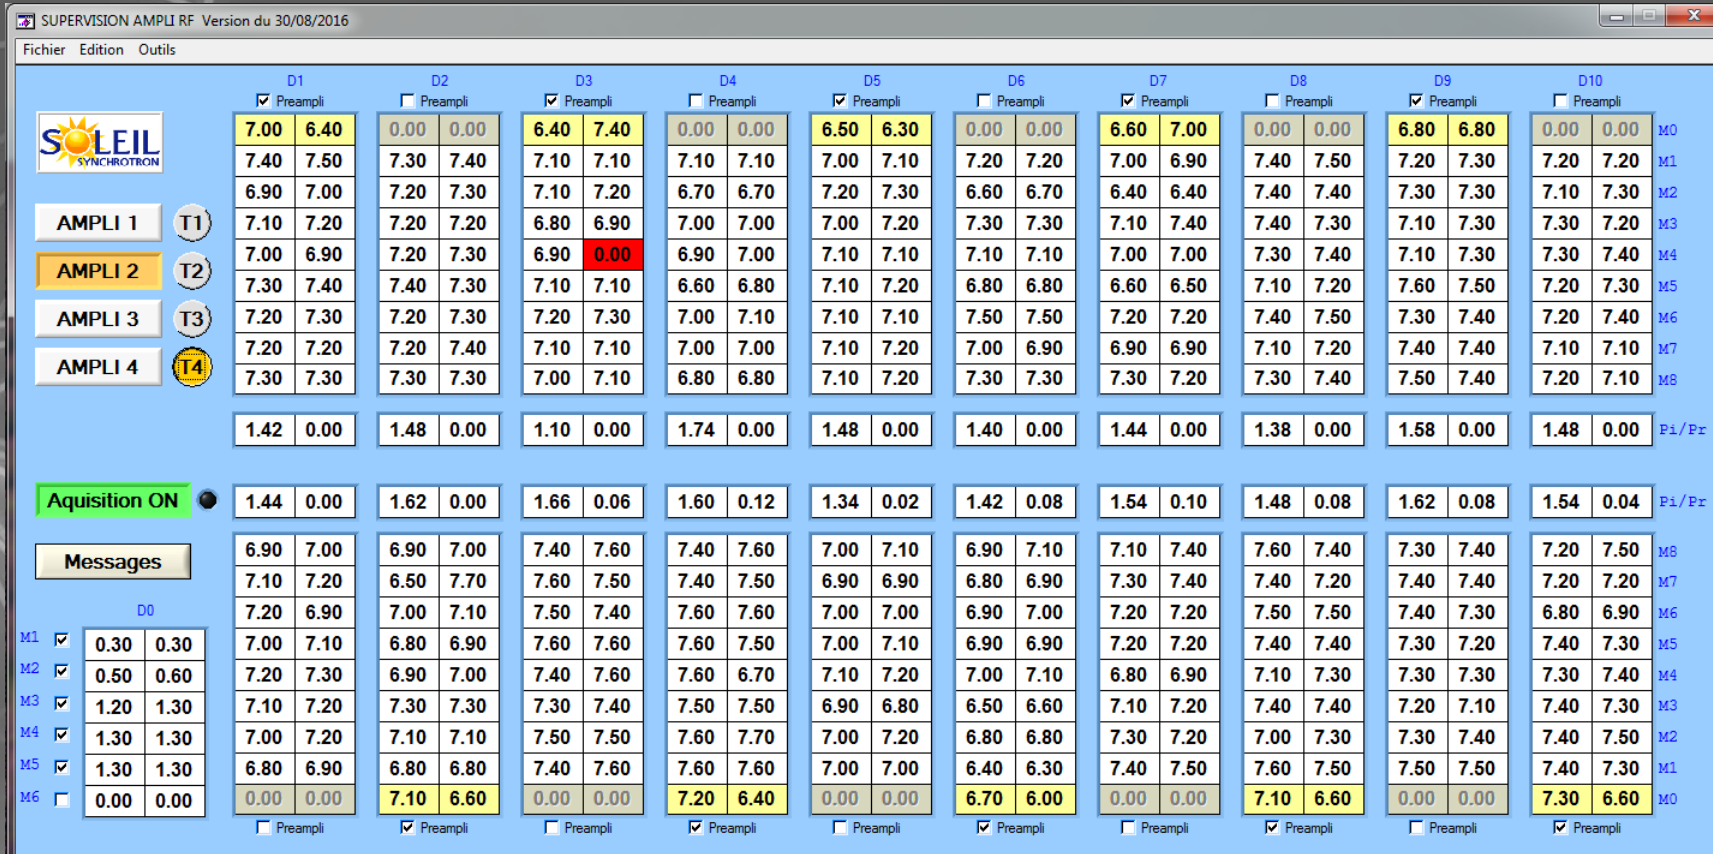 SUPERVISION AMPLI RF Version du 30/08/2016
Fichier Edition Outils
D1 D2 D3 D4 D5 D6 D7 D8 D9 D10
Preampli Preampli Preampli Preampli Preampli Preampli Preampli Preampli Preampli Preampli
SOLEIL
SYNCHROTRON
7.00 6.40 0.00 0.00 6.40 7.40 0.00 0.00 6.50 6.30 0.00 0.00 6.60 7.00 0.00 0.00 6.80 6.80 0.00 0.00 M0
7.40 7.50 7.30 7.40 7.10 7.10 7.10 7.10 7.00 7.10 7.20 7.20 7.00 6.90 7.40 7.50 7.20 7.30 7.20 7.20 M1
6.90 7.00 7.20 7.30 7.10 7.20 6.70 6.70 7.20 7.30 6.60 6.70 6.40 6.40 7.40 7.40 7.30 7.30 7.10 7.30 M2
AMPLI 1 T1 7.10 7.20 7.20 7.20 6.80 6.90 7.00 7.00 7.00 7.20 7.30 7.30 7.10 7.40 7.40 7.40 7.10 7.30 7.30 7.20 M3
7.00 6.90 7.20 7.30 6.90 0.00 6.90 7.00 7.10 7.10 7.10 7.10 7.00 7.00 7.30 7.40 7.10 7.30 7.30 7.40 M4
AMPLI 2 T2 7.30 7.40 7.40 7.30 7.10 7.10 6.60 6.80 7.10 7.20 6.80 6.80 6.60 6.50 7.10 7.20 7.60 7.50 7.20 7.30 M5
AMPLI 3 T3 7.20 7.30 7.20 7.30 7.20 7.30 7.00 7.10 7.10 7.10 7.50 7.50 7.20 7.20 7.40 7.50 7.30 7.40 7.20 7.40 M6
7.20 7.20 7.20 7.40 7.10 7.10 7.00 7.00 7.10 7.20 7.00 6.90 6.90 6.90 7.10 7.20 7.40 7.40 7.10 7.10 M7
AMPLI 4 T4 7.30 7.30 7.30 7.30 7.00 7.10 6.80 6.80 7.10 7.20 7.30 7.30 7.30 7.20 7.30 7.40 7.50 7.40 7.20 7.10 M8
1.42 0.00 1.48 0.00 1.10 0.00 1.74 0.00 1.48 0.00 1.40 0.00 1.44 0.00 1.38 0.00 1.58 0.00 1.48 0.00 Pi/Pr
Aquisition ON 1.44 0.00 1.62 0.00 1.66 0.06 1.60 0.12 1.34 0.02 1.42 0.08 1.54 0.10 1.48 0.08 1.62 0.08 1.54 0.04 Pi/Pr
Messages 6.90 7.00 6.90 7.00 7.40 7.60 7.40 7.60 7.00 7.10 6.90 7.10 7.10 7.40 7.60 7.40 7.30 7.40 7.20 7.50 M8
7.10 7.20 6.50 7.70 7.60 7.50 7.40 7.50 6.90 6.90 6.80 6.90 7.30 7.40 7.40 7.20 7.40 7.40 7.20 7.20 M7
D0 7.20 6.90 7.00 7.10 7.50 7.40 7.60 7.60 7.00 7.00 6.90 7.00 7.20 7.20 7.50 7.50 7.40 7.30 6.80 6.90 M6
M1 0.30 0.30 7.00 7.10 6.80 6.90 7.60 7.60 7.60 7.50 7.00 7.10 6.90 6.90 7.20 7.20 7.40 7.40 7.30 7.20 7.40 7.30 M5
M2 0.50 0.60 7.20 7.30 6.90 7.00 7.40 7.60 7.60 6.70 7.10 7.20 7.00 7.10 6.80 6.90 7.10 7.30 7.30 7.30 7.30 7.40 M4
M3 1.20 1.30 7.10 7.20 7.30 7.30 7.30 7.40 7.50 7.50 6.90 6.80 6.50 6.60 7.10 7.20 7.40 7.40 7.20 7.10 7.40 7.30 M3
M4 1.30 1.30 7.00 7.20 7.10 7.10 7.50 7.50 7.60 7.70 7.00 7.20 6.80 6.80 7.30 7.20 7.00 7.30 7.30 7.40 7.40 7.50 M2
M5 1.30 1.30 6.80 6.90 6.80 6.80 7.40 7.60 7.60 7.60 7.00 7.00 6.40 6.30 7.40 7.50 7.60 7.50 7.50 7.50 7.40 7.30 M1
M6 0.00 0.00 0.00 0.00 7.10 6.60 0.00 0.00 7.20 6.40 0.00 0.00 6.70 6.00 0.00 0.00 7.10 6.60 0.00 0.00 7.30 6.60 M0
Preampli Preampli Preampli Preampli Preampli Preampli Preampli Preampli Preampli Preampli